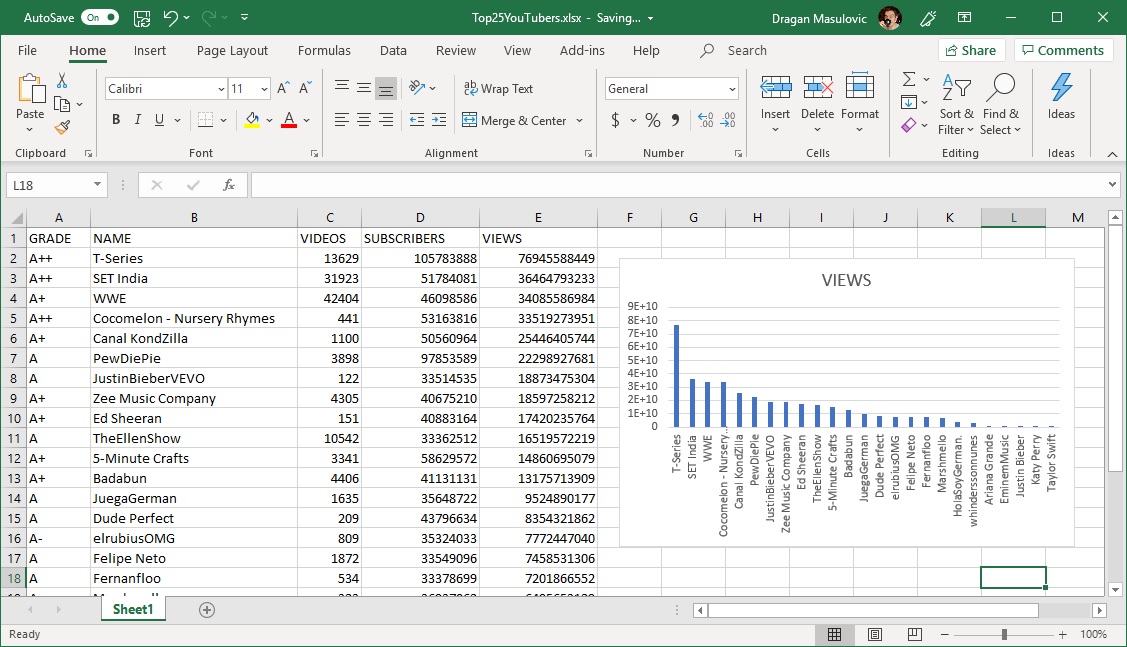 AutoSave On Top25YouTubers.xlsx - Saving... Dragan Masulovic
File Home Insert Page Layout Formulas Data Review View Add-ins Help Search Share Comments
Paste Calibri 11 A A Wrap Text General Insert Delete Format Sort & Filter Find & Select Ideas
B I U A Merge & Center $ % 9 .00 .00
Clipboard Font Alignment Number Cells Editing Ideas
L18 fx
A B C D E F G H I J K L M
1 GRADE NAME VIDEOS SUBSCRIBERS VIEWS
2 A++ T-Series 13629 105783888 76945588449
3 A++ SET India 31923 51784081 36464793233
4 A+ WWE 42404 46098586 34085586984
5 A++ Cocomelon - Nursery Rhymes 441 53163816 33519273951
6 A+ Canal KondZilla 1100 50560964 25446405744
7 A PewDiePie 3898 97853589 22298927681
8 A JustinBieberVEVO 122 33514535 18873475304
9 A+ Zee Music Company 4305 40675210 18597258212
10 A+ Ed Sheeran 151 40883164 17420235764
11 A TheEllenShow 10542 33362512 16519572219
12 A+ 5-Minute Crafts 3341 58629572 14860695079
13 A+ Badabun 4406 41131131 13175713909
14 A JuegaGerman 1635 35648722 9524890177
15 A Dude Perfect 209 43796634 8354321862
16 A- elrubiusOMG 809 35324033 7772447040
17 A Felipe Neto 1872 33549096 7458531306
18 A Fernanfloo 534 33378699 7201866552
VIEWS
9E+10
8E+10
7E+10
6E+10
5E+10
4E+10
3E+10
2E+10
1E+10
0
T-Series
SET India
WWE
Cocomelon - Nursery...
Canal KondZilla
PewDiePie
JustinBieberVEVO
Zee Music Company
Ed Sheeran
TheEllenShow
5-Minute Crafts
Badabun
JuegaGerman
Dude Perfect
elrubiusOMG
Felipe Neto
Fernanfloo
Marshmello
HolaSoyGerman.
whinderssonnunes
Ariana Grande
EminemMusic
Justin Bieber
Katy Perry
Taylor Swift
Sheet1
Ready 100%